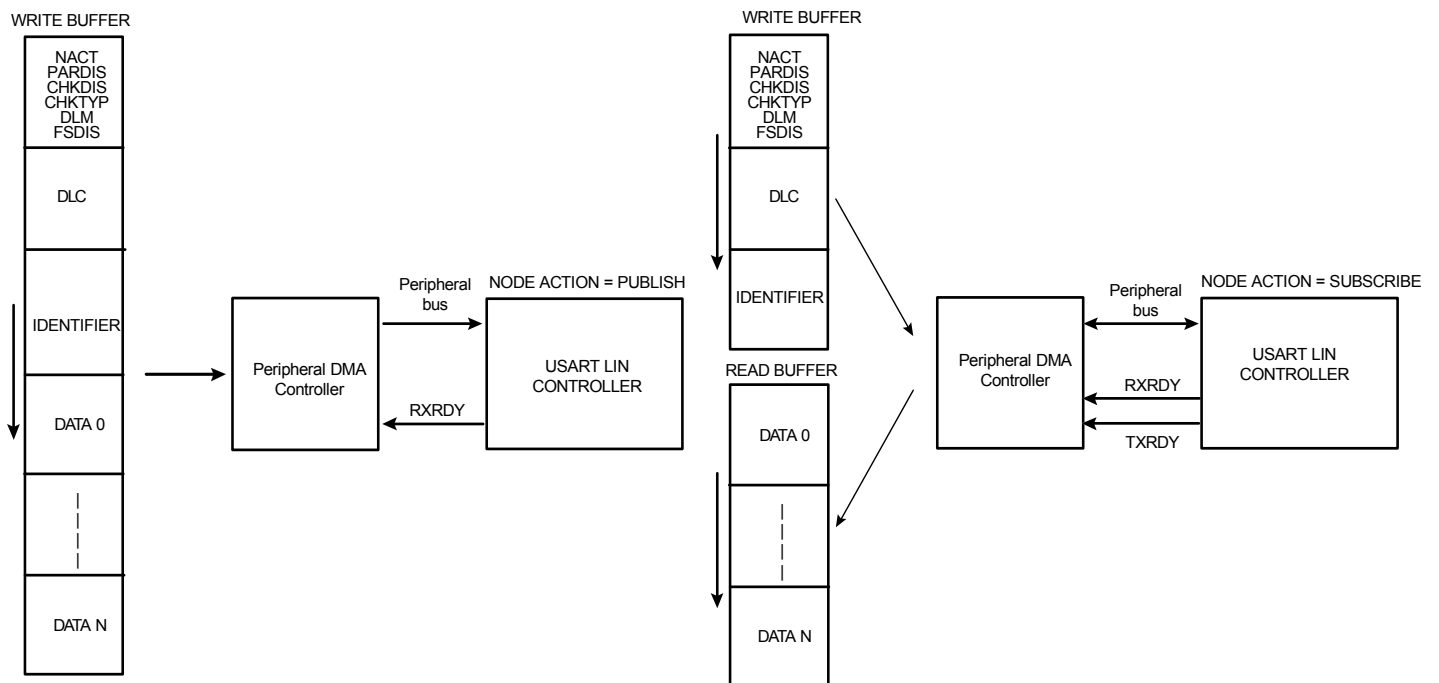 WRITE BUFFER
NACT
PARDIS
CHKDIS
CHKTYP
DLM
FSDIS
DLC
IDENTIFIER
DATA 0
DATA N
Peripheral DMA
Controller
Peripheral
bus
RXRDY
NODE ACTION = PUBLISH
USART LIN
CONTROLLER
WRITE BUFFER
NACT
PARDIS
CHKDIS
CHKTYP
DLM
FSDIS
DLC
IDENTIFIER
READ BUFFER
DATA 0
DATA N
Peripheral DMA
Controller
Peripheral
bus
RXRDY
TXRDY
NODE ACTION = SUBSCRIBE
USART LIN
CONTROLLER